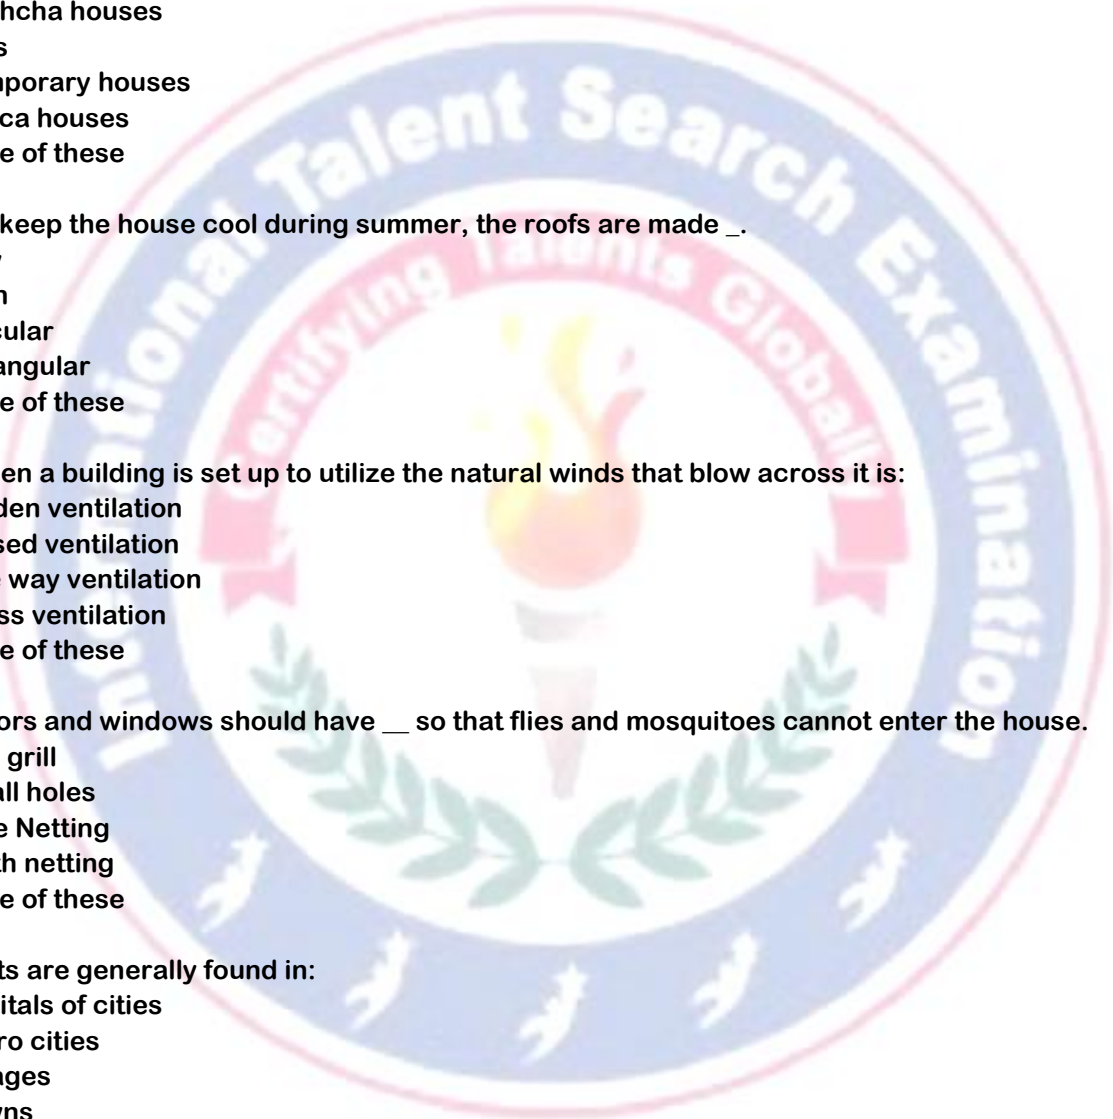 hcha houses
s
porary houses
ca houses
e of these
keep the house cool during summer, the roofs are made _.
cular
angular
e of these
en a building is set up to utilize the natural winds that blow across it is:
den ventilation
sed ventilation
way ventilation
ss ventilation
e of these
ors and windows should have __ so that flies and mosquitoes cannot enter the house.
grill
all holes
e Netting
th netting
e of these
ts are generally found in:
itals of cities
ro cities
ages
wns
International Talent Search Examination
Certifying Talents Globally